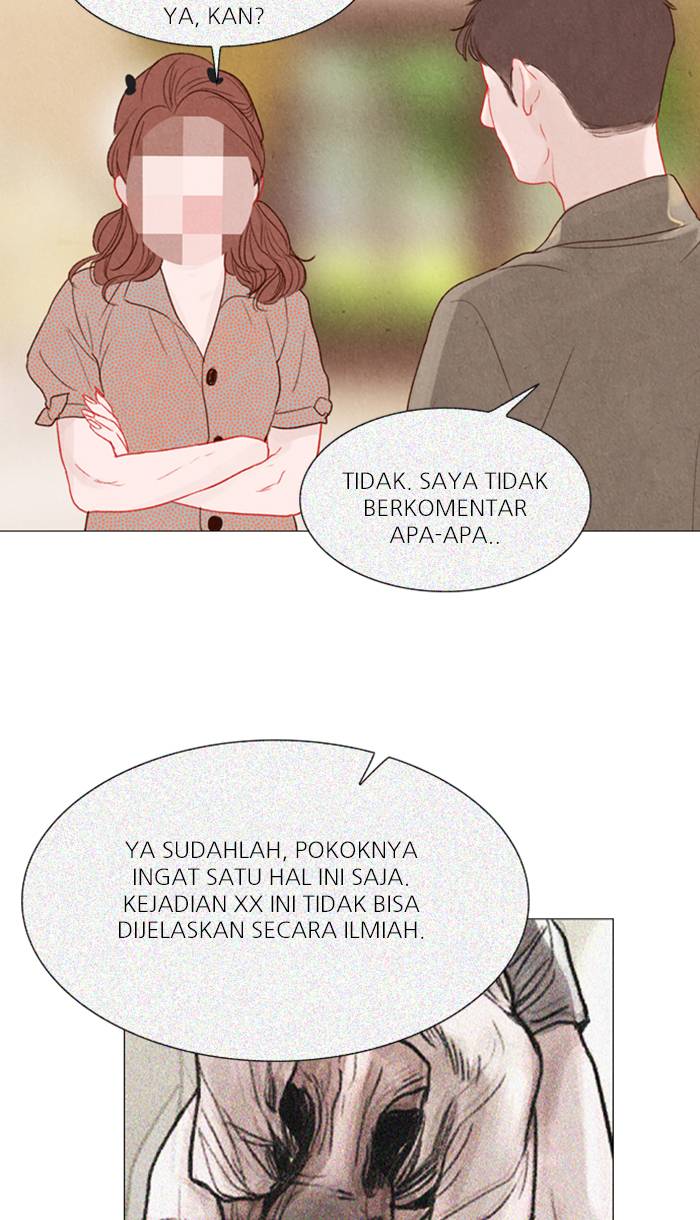 YA, KAN?
TIDAK. SAYA TIDAK
BERKOMENTAR
APA-APA..
YA SUDAHLAH, POKOKNYA
INGAT SATU HAL INI SAJA.
KEJADIAN XX INI TIDAK BISA
DIJELASKAN SECARA ILMIAH.